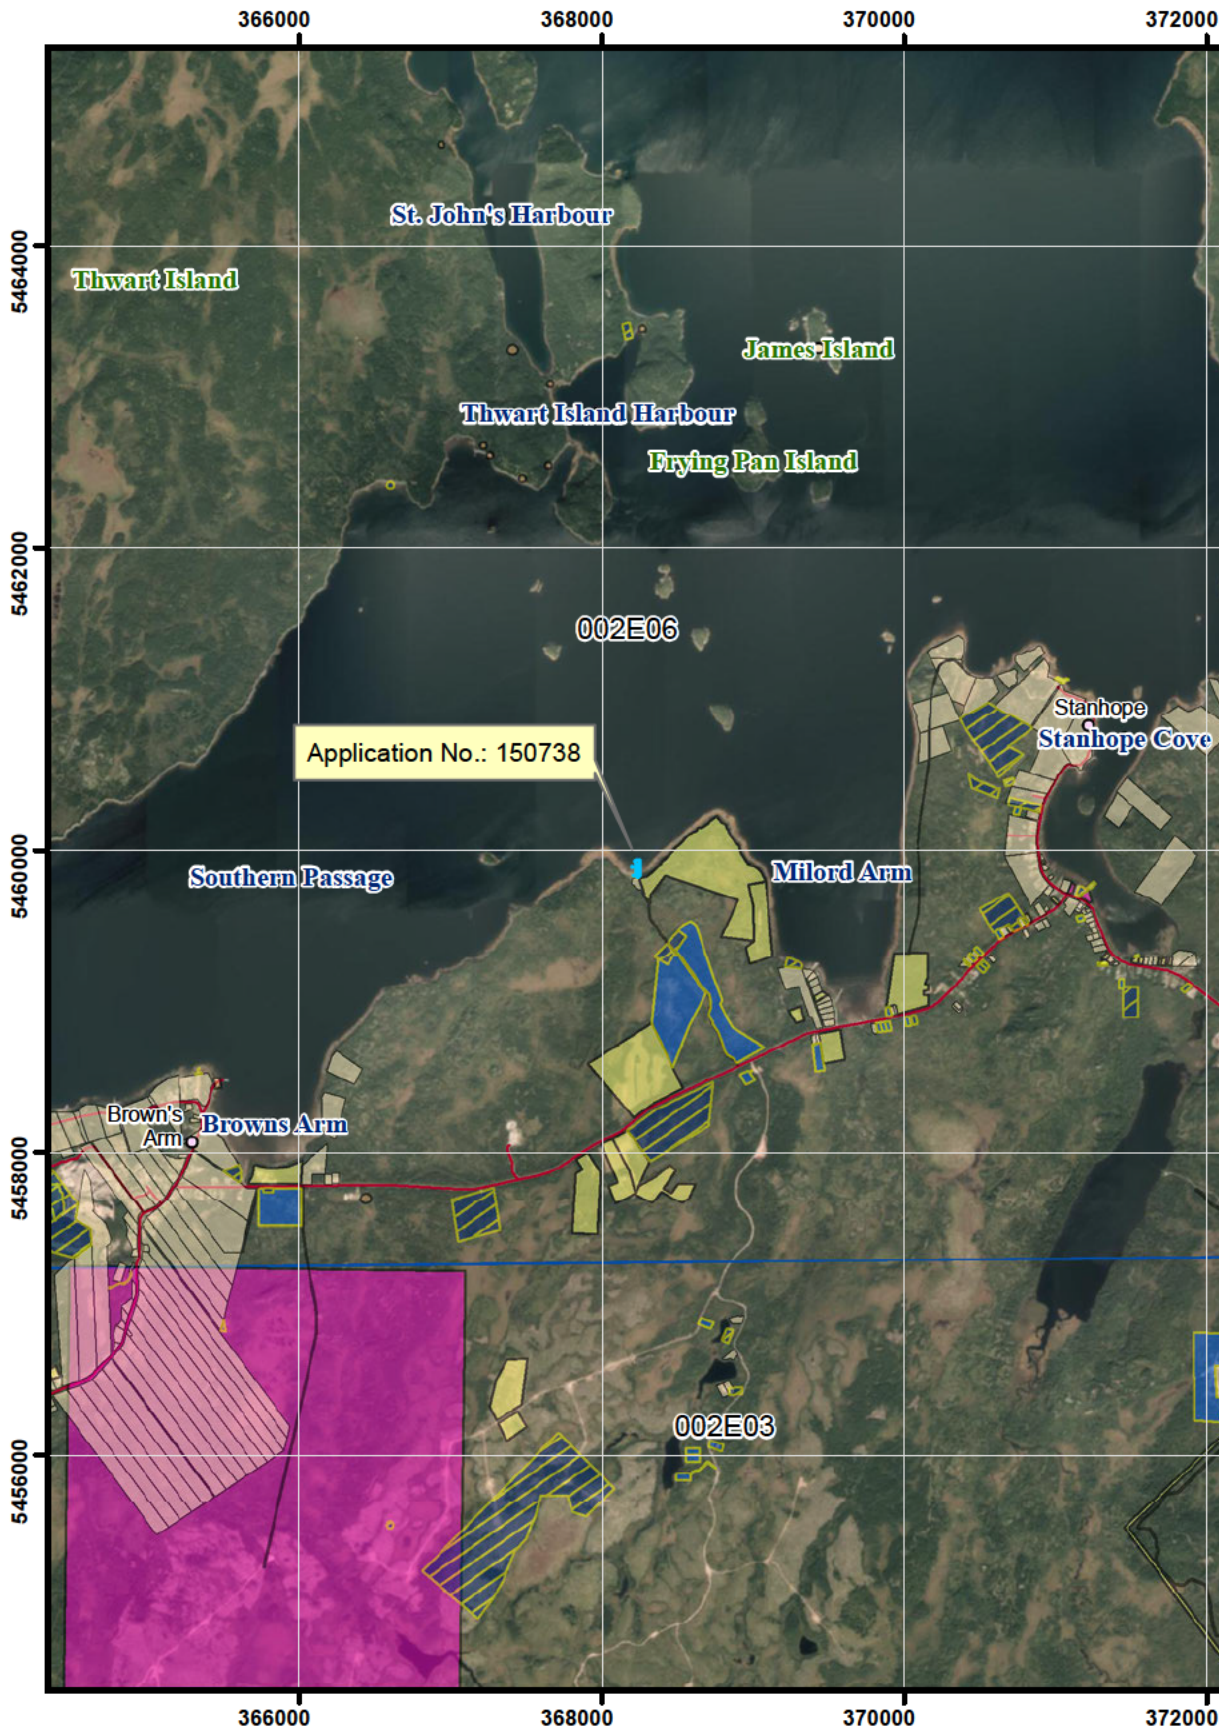 366000
368000
370000
372000
St. John's Harbour
5464000
Thwart Island
James Island
Thwart Island Harbour
Frying Pan Island
5462000
002E06
Stanhope
Stanhope Cove
Application No.: 150738
5460000
Southern Passage
Milord Arm
Brown's
Arm
Browns Arm
5458000
002E03
5456000
366000
368000
370000
372000